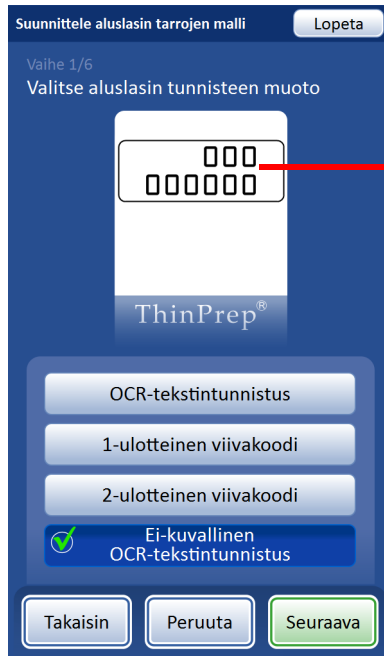 Suunnittele aluslasin tarrojen malli
Lopeta
Vaihe 1/6
Valitse aluslasin tunnisteen muoto
000
000000
ThinPrep®
OCR-tekstintunnistus
1-ulotteinen viivakoodi
2-ulotteinen viivakoodi
Ei-kuvallinen
OCR-tekstintunnistus
Takaisin
Peruuta
Seuraava